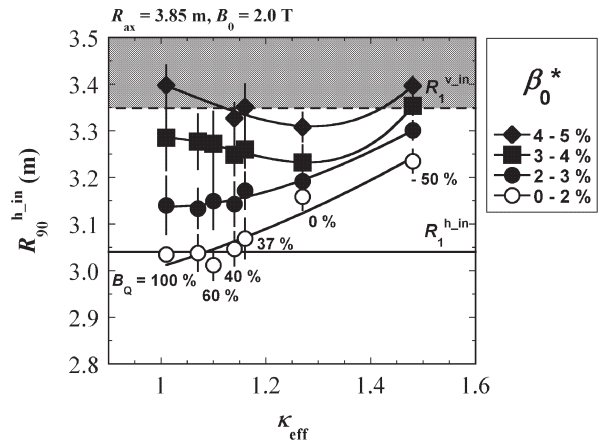 R_ax = 3.85 m, B_0 = 2.0 T
3.5
3.4
3.3
3.2
3.1
3.0
2.9
2.8
R_90^h_in (m)
R_1^v_in
R_1^h_in
- 50 %
0 %
37 %
40 %
60 %
B_Q = 100 %
1
1.2
1.4
1.6
κ_eff
β_0*
4 - 5 %
3 - 4 %
2 - 3 %
0 - 2 %